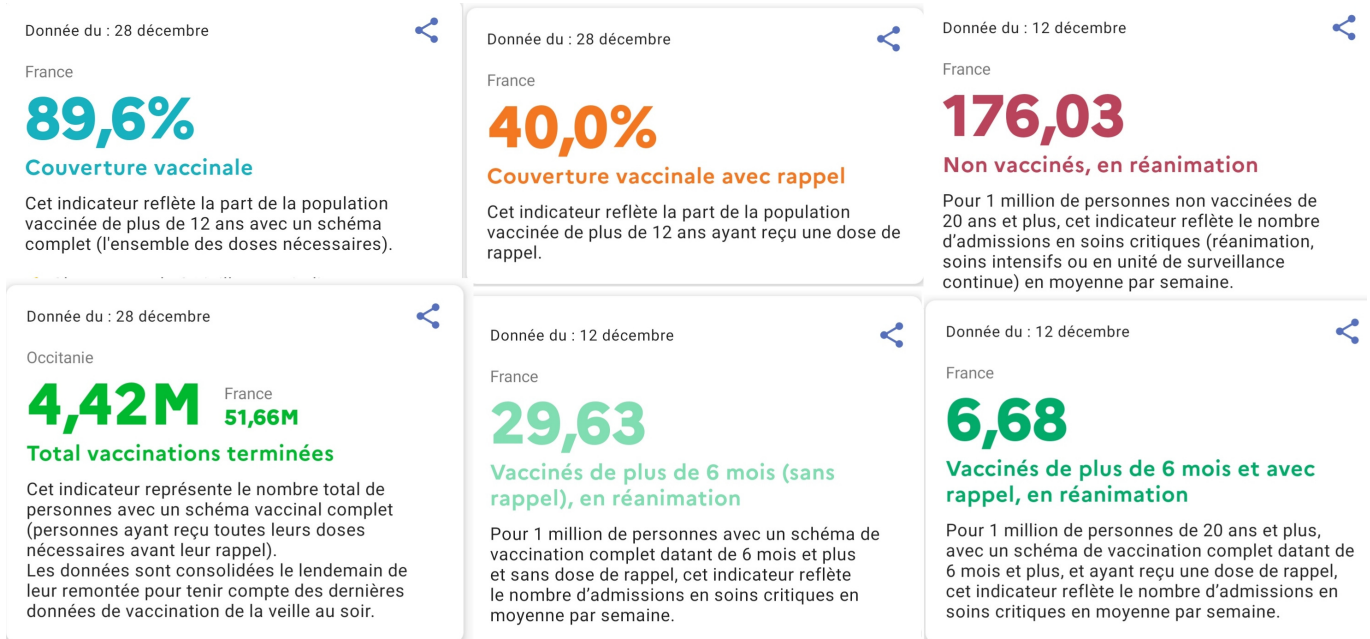 Donnée du : 28 décembre
France
89,6%
Couverture vaccinale
Cet indicateur reflète la part de la population
vaccinée de plus de 12 ans avec un schéma
complet (l'ensemble des doses nécessaires).
Donnée du : 28 décembre
France
40,0%
Couverture vaccinale avec rappel
Cet indicateur reflète la part de la population
vaccinée de plus de 12 ans ayant reçu une dose de
rappel.
Donnée du : 12 décembre
France
176,03
Non vaccinés, en réanimation
Pour 1 million de personnes non vaccinées de
20 ans et plus, cet indicateur reflète le nombre
d’admissions en soins critiques (réanimation,
soins intensifs ou en unité de surveillance
continue) en moyenne par semaine.
Donnée du : 28 décembre
Occitanie
4,42M
France
51,66M
Total vaccinations terminées
Cet indicateur représente le nombre total de
personnes avec un schéma vaccinal complet
(personnes ayant reçu toutes leurs doses
nécessaires avant leur rappel).
Les données sont consolidées le lendemain de
leur remontée pour tenir compte des dernières
données de vaccination de la veille au soir.
Donnée du : 12 décembre
France
29,63
Vaccinés de plus de 6 mois (sans
rappel), en réanimation
Pour 1 million de personnes avec un schéma de
vaccination complet datant de 6 mois et plus
et sans dose de rappel, cet indicateur reflète
le nombre d’admissions en soins critiques en
moyenne par semaine.
Donnée du : 12 décembre
France
6,68
Vaccinés de plus de 6 mois et avec
rappel, en réanimation
Pour 1 million de personnes de 20 ans et plus,
avec un schéma de vaccination complet datant de
6 mois et plus, et ayant reçu une dose de rappel,
cet indicateur reflète le nombre d’admissions en
soins critiques en moyenne par semaine.